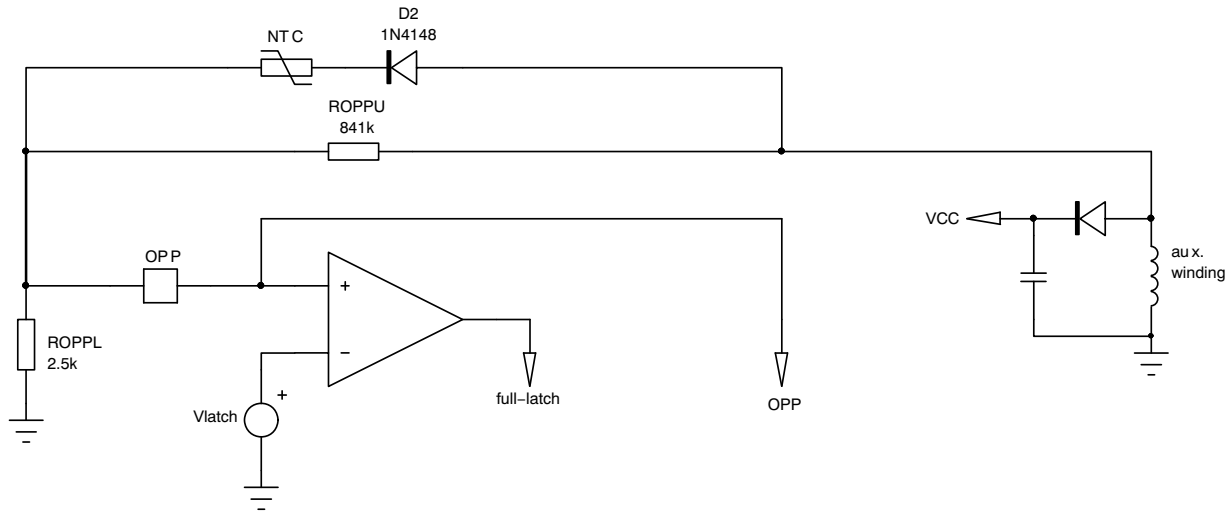 D2
1N4148
NTC
ROPPU
841k
VCC
OPP
aux.
winding
+
ROPPL
2.5k
−
+
Vlatch
full−latch
OPP